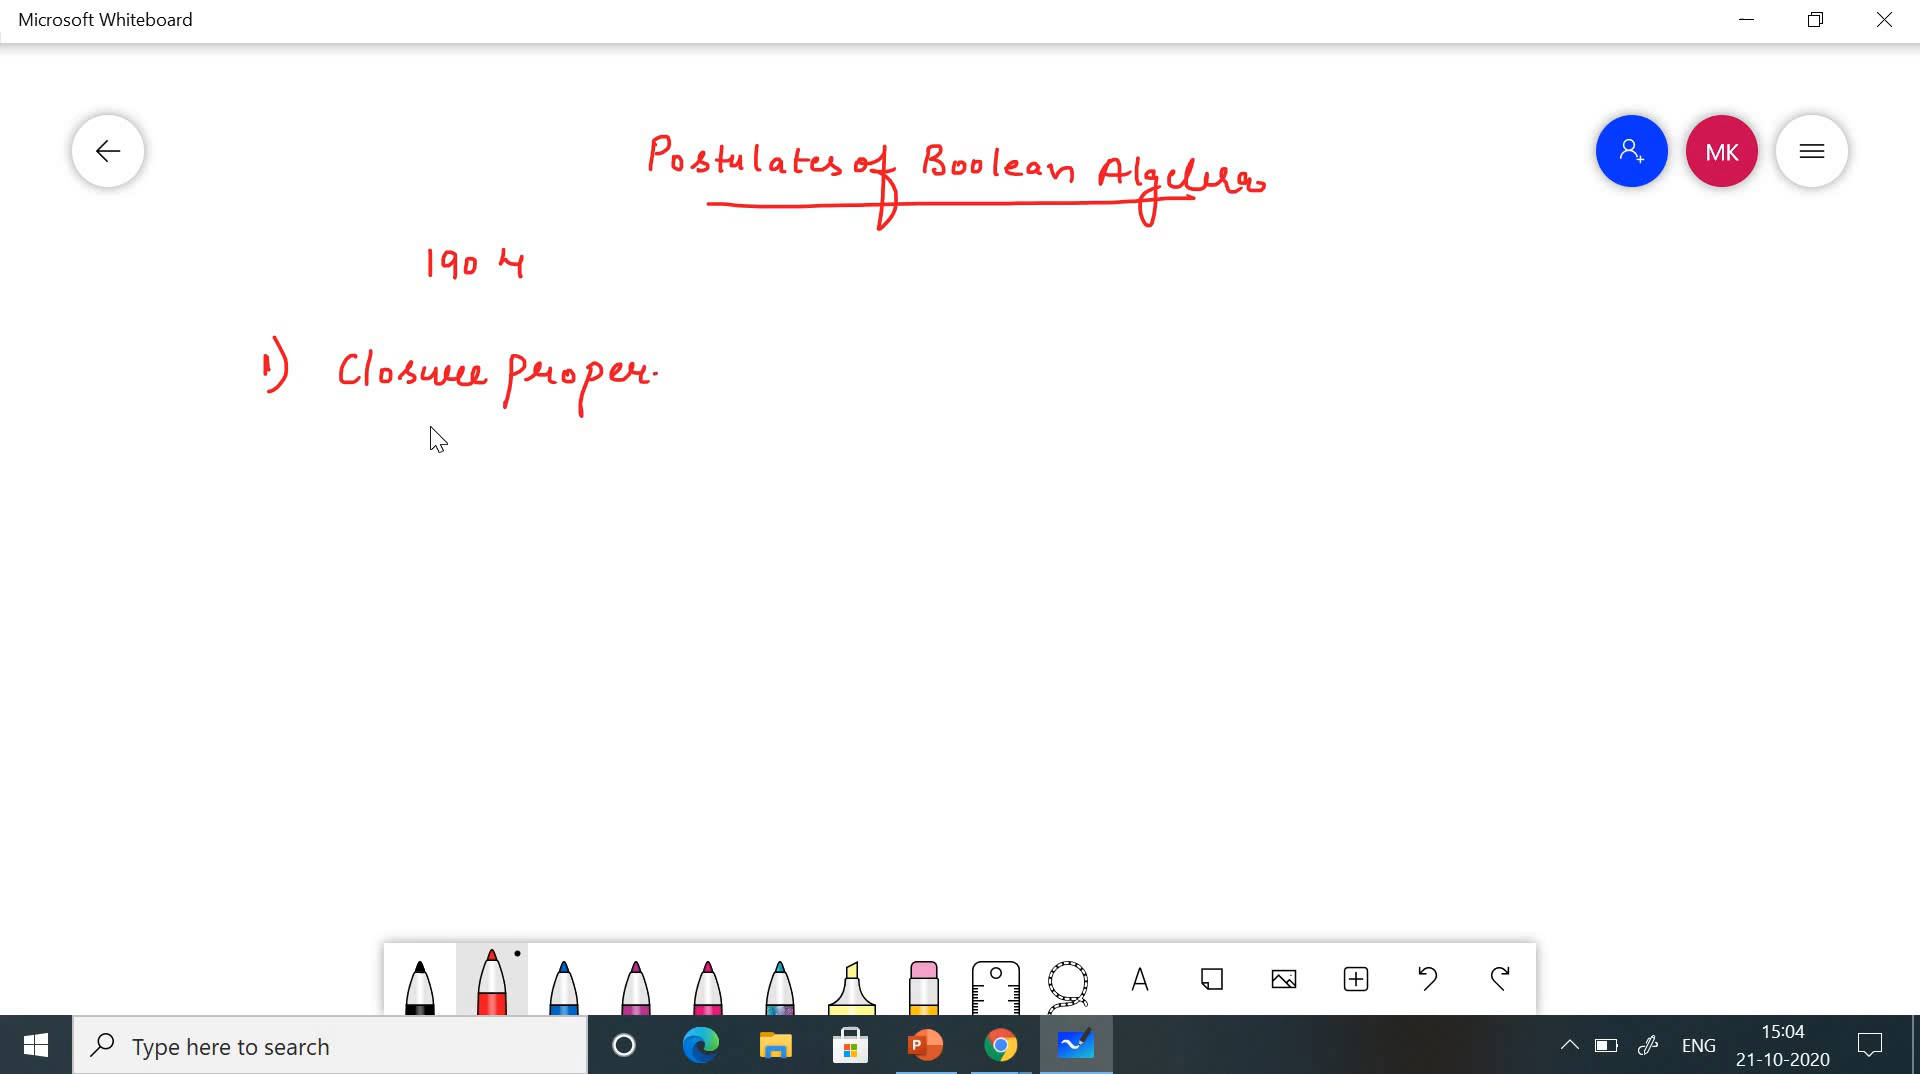 Microsoft Whiteboard
MK
Postulates of Boolean Algebra
1904
1) Closure proper.
A
Type here to search
P
ENG
15:04
21-10-2020